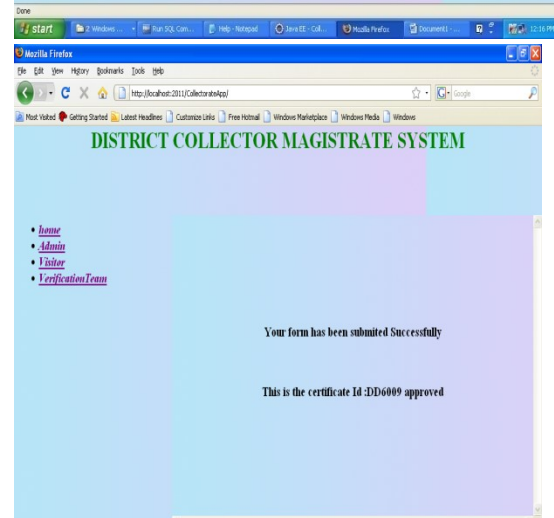 Done
start
2 Windows ...
Run SQL Com...
Help - Notepad
Java EE - Coll...
Mozilla Firefox
Document1 - ...
12:16 PM
Mozilla Firefox
File Edit View History Bookmarks Tools Help
http://localhost:2011/CollectorateApp/
Google
Most Visited Getting Started Latest Headlines Customize Links Free Hotmail Windows Marketplace Windows Media Windows
DISTRICT COLLECTOR MAGISTRATE SYSTEM
• home
• Admin
• Visitor
• VerificationTeam
Your form has been submited Successfully
This is the certificate Id :DD6009 approved